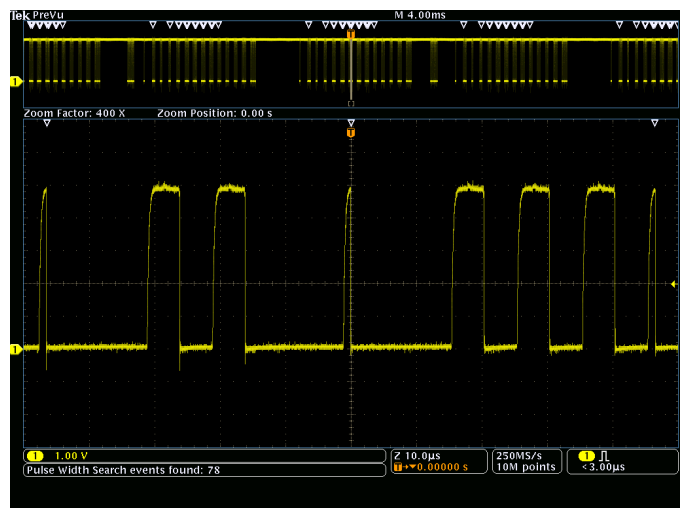 Tek PreVu
M 4.00ms
T
1
Zoom Factor: 400 X
Zoom Position: 0.00 s
T
1
1 1.00 V
Pulse Width Search events found: 78
Z 10.0µs
T 0.00000 s
250MS/s
10M points
1
<3.00µs